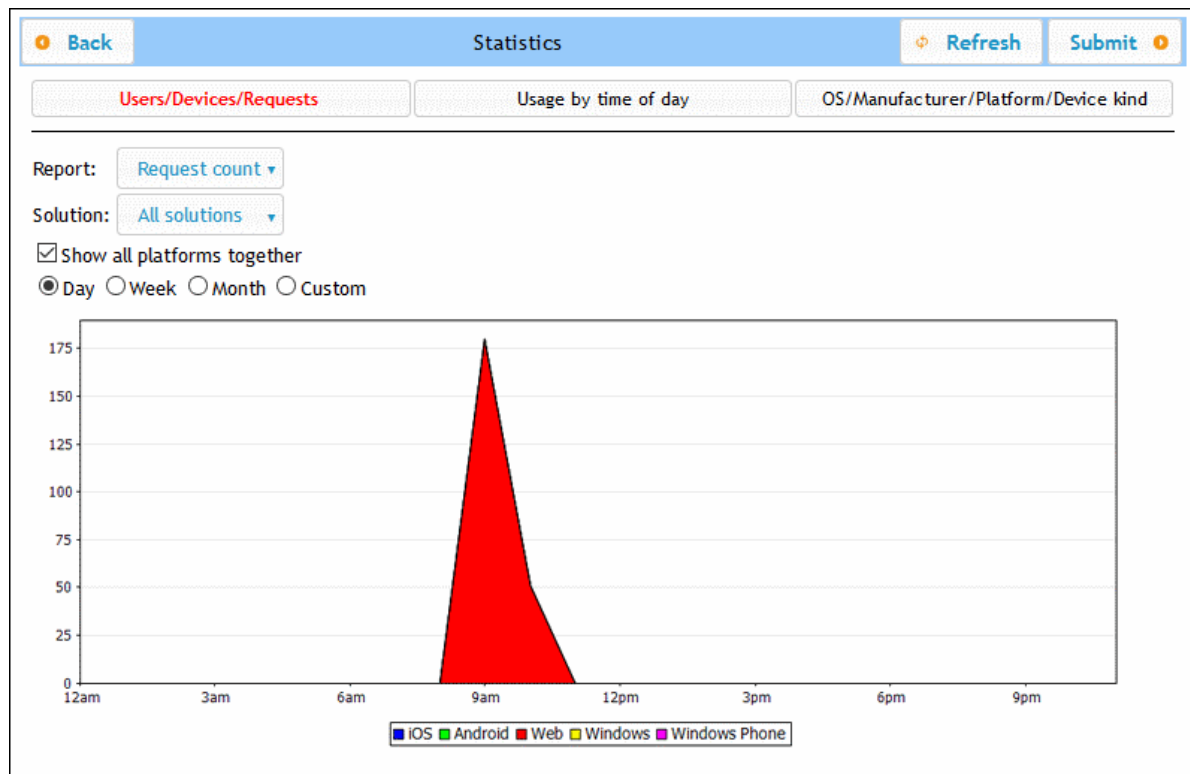 Back Statistics Refresh Submit
Users/Devices/Requests Usage by time of day OS/Manufacturer/Platform/Device kind
Report: Request count
Solution: All solutions
Show all platforms together
Day Week Month Custom
175
150
125
100
75
50
25
0
12am 3am 6am 9am 12pm 3pm 6pm 9pm
iOS Android Web Windows Windows Phone